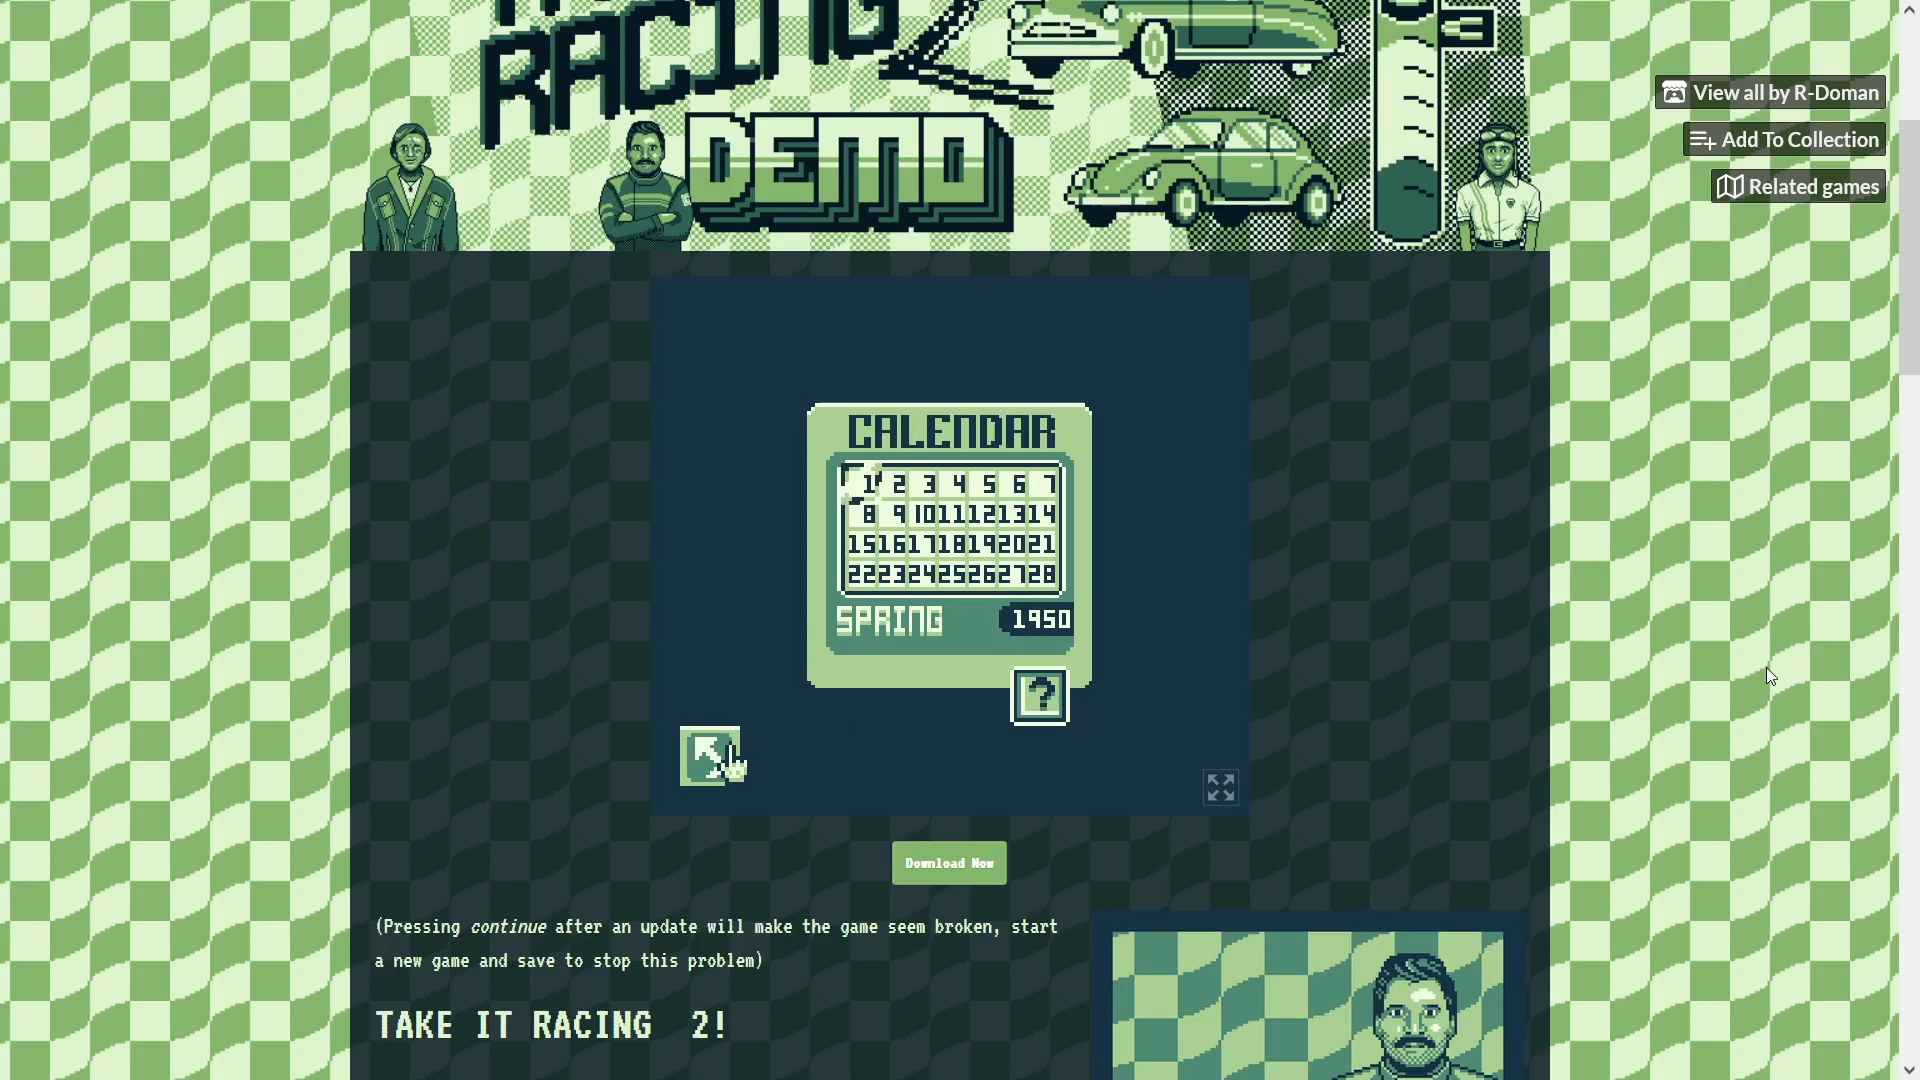 RACING
DEMO
View all by R-Doman
Add To Collection
Related games
CALENDAR
1 2 3 4 5 6 7
8 9 10 11 12 13 14
15 16 17 18 19 20 21
22 23 24 25 26 27 28
SPRING 1950
?
Download Now
(Pressing continue after an update will make the game seem broken, start
a new game and save to stop this problem)
TAKE IT RACING 2!